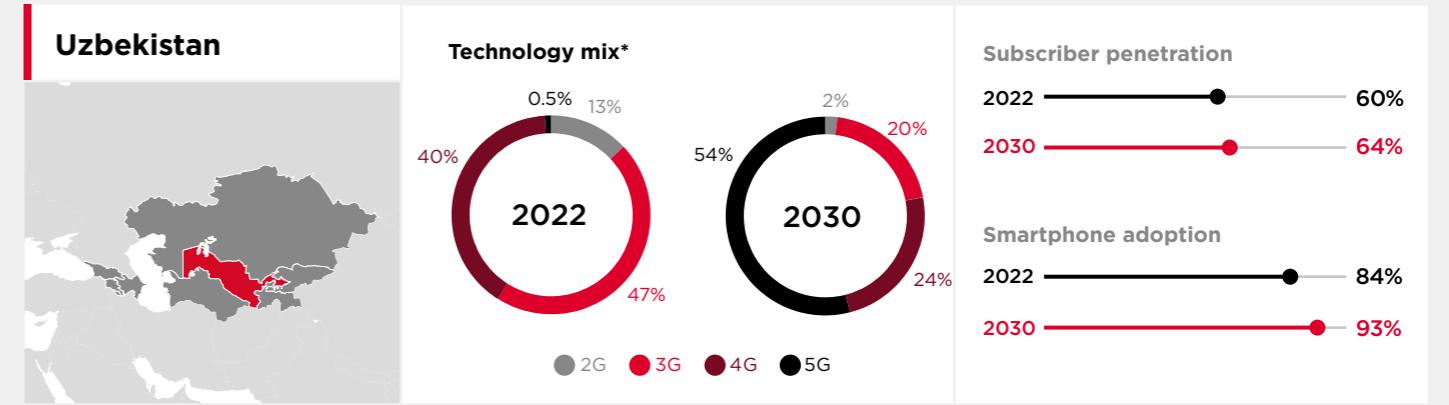 Uzbekistan
Technology mix*
0.5%
13%
40%
2022
47%
2%
20%
54%
2030
24%
2G 3G 4G 5G
Subscriber penetration
2022 60%
2030 64%
Smartphone adoption
2022 84%
2030 93%